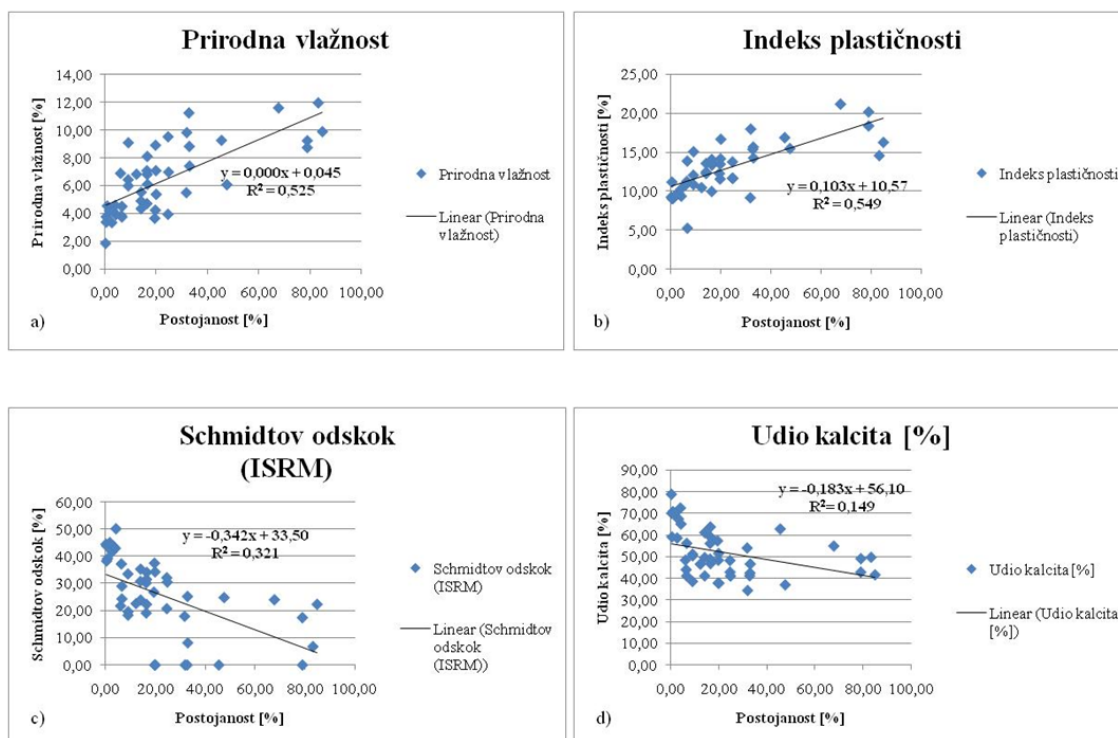 Prirodna vlažnost
Prirodna vlažnost [%]
14,00
12,00
10,00
8,00
6,00
4,00
2,00
0,00
y = 0,000x + 0,045
R² = 0,525
0,00 20,00 40,00 60,00 80,00 100,00
Postojanost [%]
Prirodna vlažnost
Linear (Prirodna
vlažnost)
a)
Indeks plastičnosti
Indeks plastičnosti [%]
25,00
20,00
15,00
10,00
5,00
0,00
y = 0,103x + 10,57
R² = 0,549
0,00 20,00 40,00 60,00 80,00 100,00
Postojanost [%]
Indeks plastičnosti
Linear (Indeks
plastičnosti)
b)
Schmidtov odskok
(ISRM)
Schmidtov odskok [%]
60,00
50,00
40,00
30,00
20,00
10,00
0,00
y = -0,342x + 33,50
R² = 0,321
0,00 20,00 40,00 60,00 80,00 100,00
Postojanost [%]
Schmidtov odskok
(ISRM)
Linear (Schmidtov
odskok
(ISRM))
c)
Udio kalcita [%]
Udio kalcita [%]
90,00
80,00
70,00
60,00
50,00
40,00
30,00
20,00
10,00
0,00
y = -0,183x + 56,10
R² = 0,149
0,00 20,00 40,00 60,00 80,00 100,00
Postojanost [%]
Udio kalcita [%]
Linear (Udio kalcita
[%])
d)